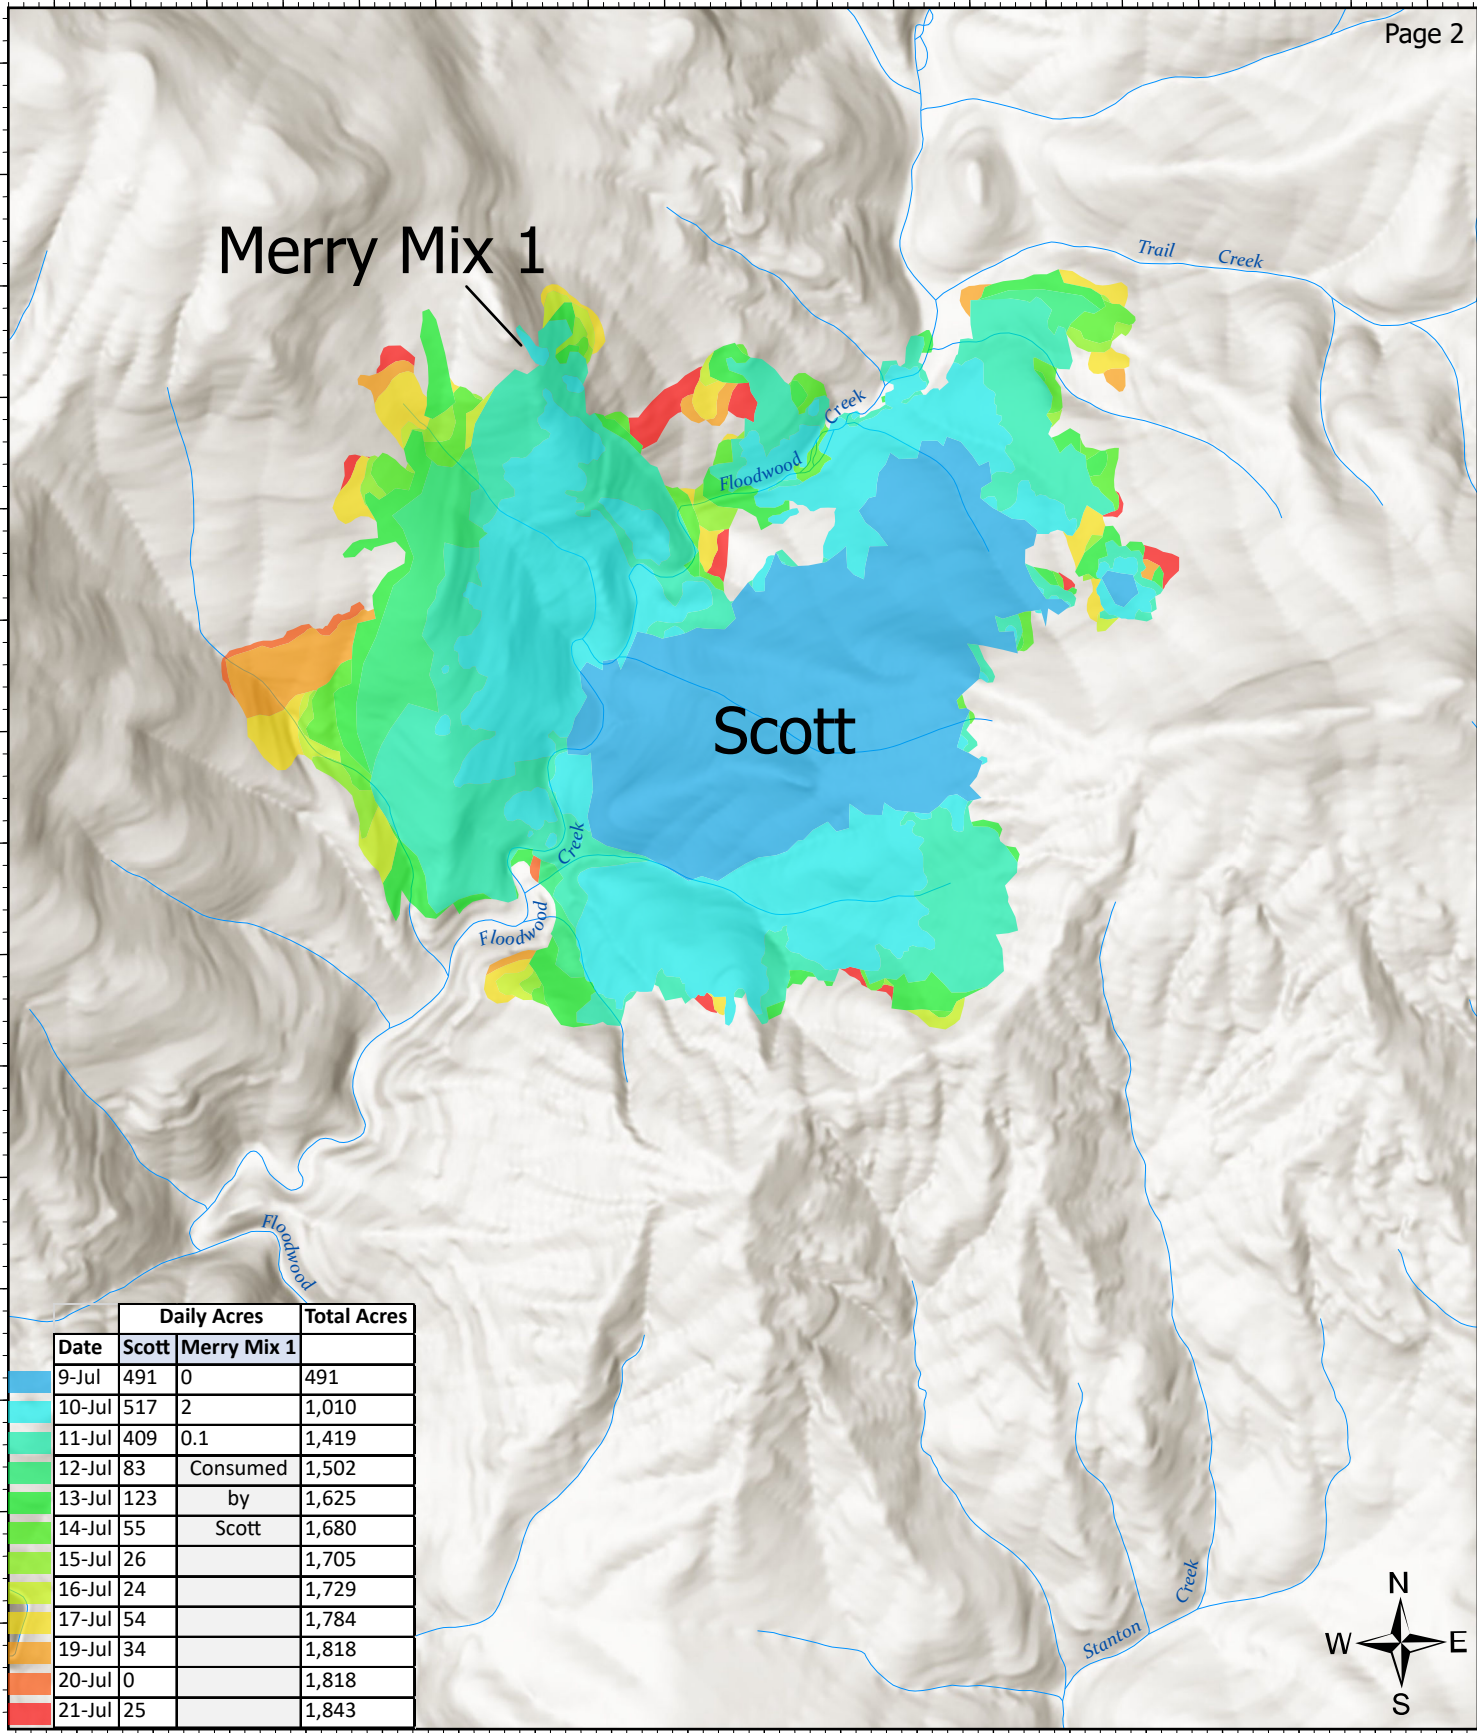 Page 2
Merry Mix 1
Trail Creek
Creek
Floodwood
Scott
Creek
Floodwood
Floodwood
Daily Acres Total Acres
Date Scott Merry Mix 1
9-Jul 491 0 491
10-Jul 517 2 1,010
11-Jul 409 0.1 1,419
12-Jul 83 Consumed 1,502
13-Jul 123 by 1,625
14-Jul 55 Scott 1,680
15-Jul 26 1,705
16-Jul 24 1,729
17-Jul 54 1,784
19-Jul 34 1,818
20-Jul 0 1,818
21-Jul 25 1,843
Creek
Stanton
N
W E
S